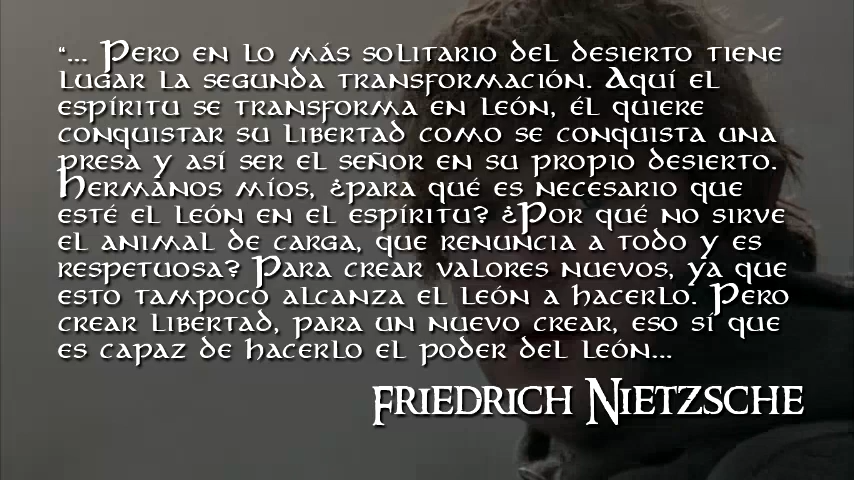 “... Pero en lo más solitario del desierto tiene
lugar la segunda transformación. Aquí el
espíritu se transforma en león, él quiere
conquistar su libertad como se conquista una
presa y así ser el señor en su propio desierto.
Hermanos míos, ¿para qué es necesario que
esté el león en el espíritu? ¿Por qué no sirve
el animal de carga, que renuncia a todo y es
respetuosa? Para crear valores nuevos, ya que
esto tampoco alcanza el león a hacerlo. Pero
crear libertad, para un nuevo crear, eso sí que
es capaz de hacerlo el poder del león...
Friedrich Nietzsche